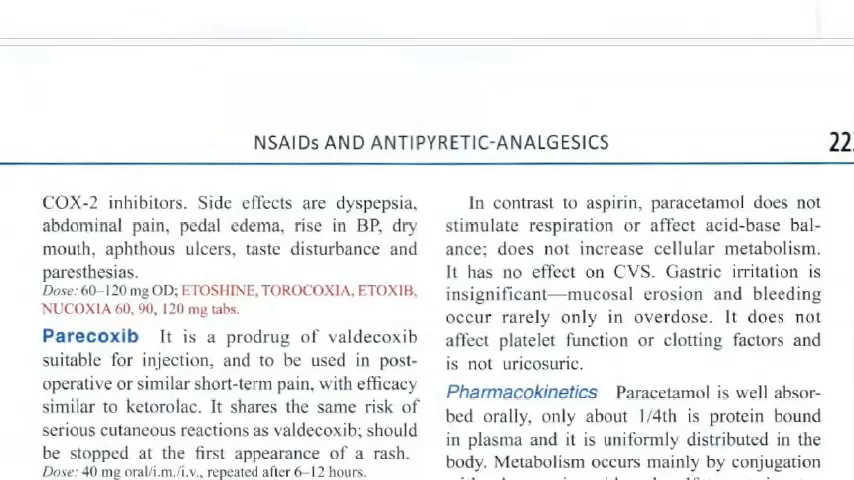 NSAIDs AND ANTIPYRETIC-ANALGESICS
22
COX-2 inhibitors. Side effects are dyspepsia,
abdominal pain, pedal edema, rise in BP, dry
mouth, aphthous ulcers, taste disturbance and
paresthesias.
Dose: 60–120 mg OD; ETOSHINE, TOROCOXIA, ETOXIB,
NUCOXIA 60, 90, 120 mg tabs.
Parecoxib It is a prodrug of valdecoxib
suitable for injection, and to be used in post-
operative or similar short-term pain, with efficacy
similar to ketorolac. It shares the same risk of
serious cutaneous reactions as valdecoxib; should
be stopped at the first appearance of a rash.
Dose: 40 mg oral/i.m./i.v., repeated after 6–12 hours.
In contrast to aspirin, paracetamol does not
stimulate respiration or affect acid-base bal-
ance; does not increase cellular metabolism.
It has no effect on CVS. Gastric irritation is
insignificant—mucosal erosion and bleeding
occur rarely only in overdose. It does not
affect platelet function or clotting factors and
is not uricosuric.
Pharmacokinetics Paracetamol is well absor-
bed orally, only about 1/4th is protein bound
in plasma and it is uniformly distributed in the
body. Metabolism occurs mainly by conjugation